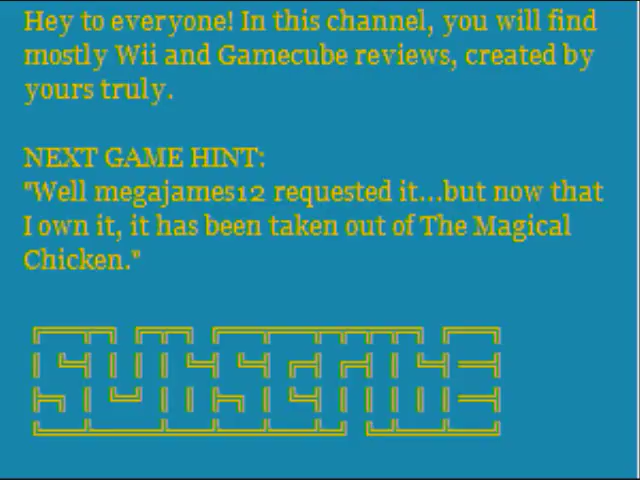 Hey to everyone! In this channel, you will find
mostly Wii and Gamecube reviews, created by
yours truly.
NEXT GAME HINT:
"Well megajames12 requested it...but now that
I own it, it has been taken out of The Magical
Chicken."
SUBSCRIBE